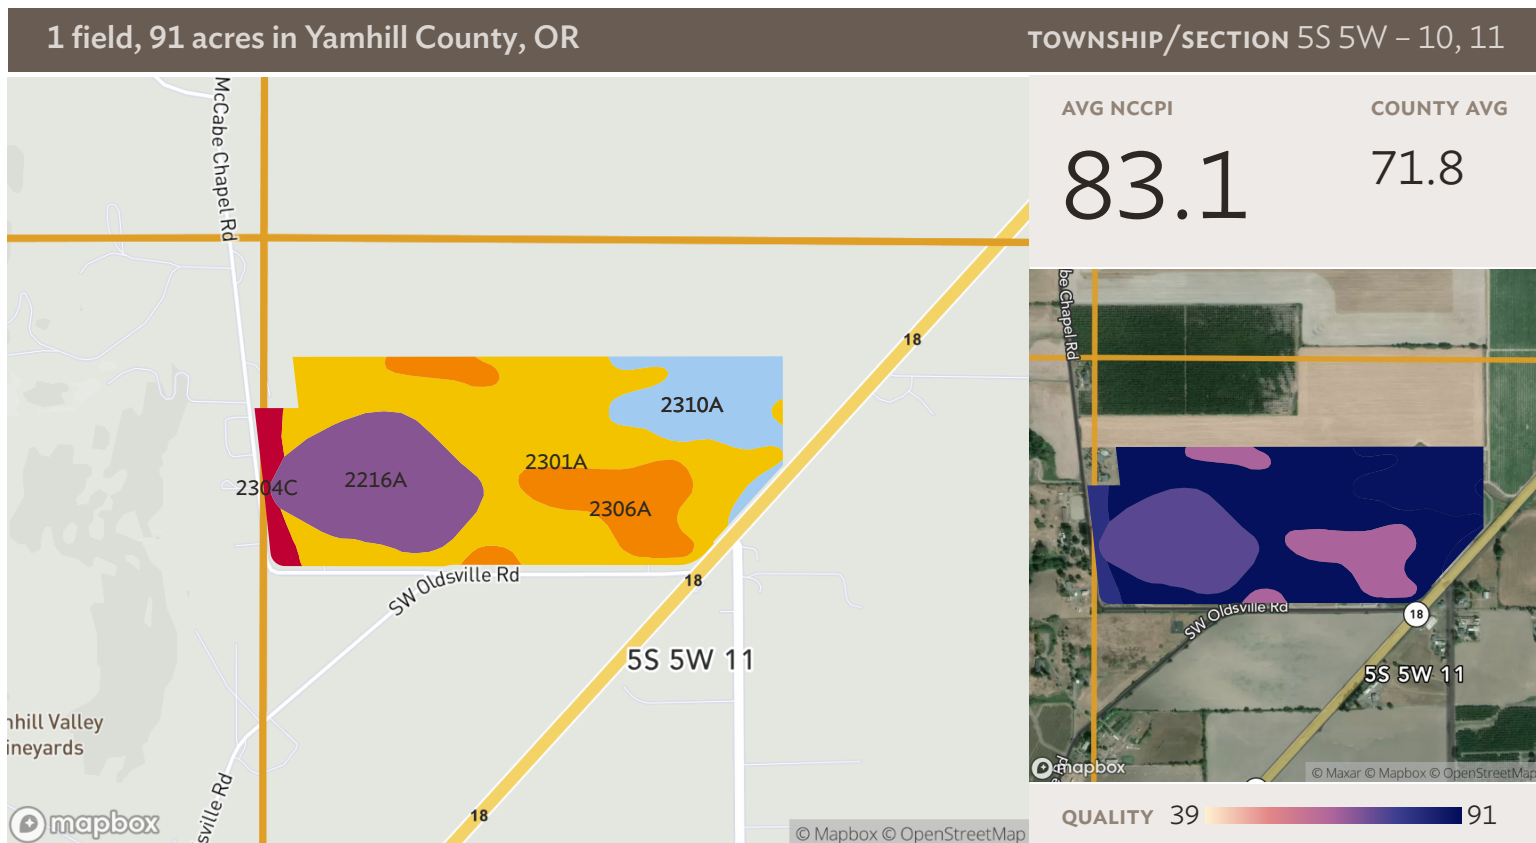 1 field, 91 acres in Yamhill County, OR
TOWNSHIP/SECTION 5S 5W – 10, 11
McCabe Chapel Rd
18
2310A
2301A
2216A
2304C
2306A
SW Oldsville Rd
18
5S 5W 11
nhill Valley
ineyards
sville Rd
18
mapbox
© Mapbox © OpenStreetMap
AVG NCCPI
83.1
COUNTY AVG
71.8
be Chapel Rd
SW Oldsville Rd
18
5S 5W 11
mapbox
© Maxar © Mapbox © OpenStreetMap
QUALITY 39 91